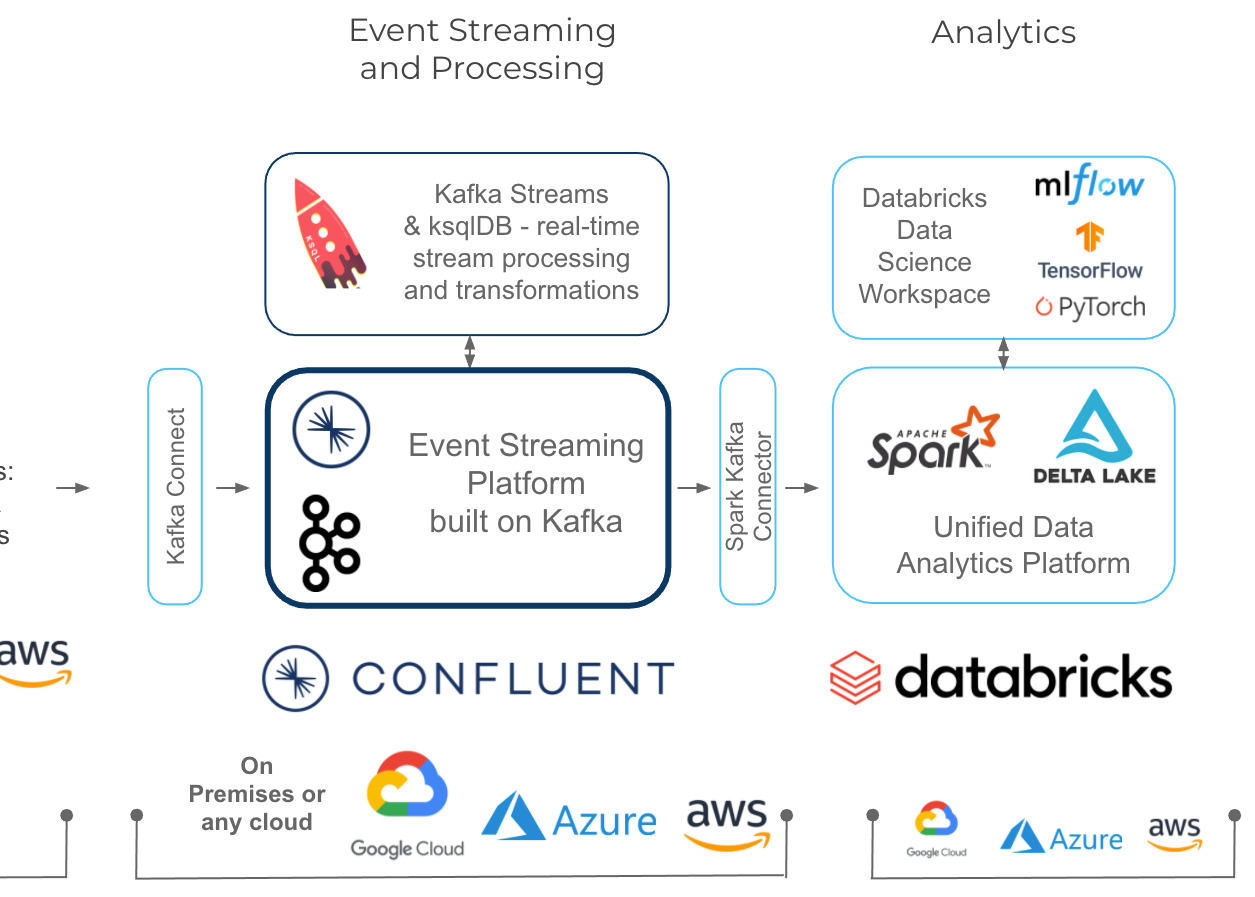 Event Streaming
and Processing
Analytics
KSQL
Kafka Streams
& ksqlDB - real-time
stream processing
and transformations
Databricks
Data
Science
Workspace
mlflow
TensorFlow
PyTorch
s:
s
Kafka Connect
Event Streaming
Platform
built on Kafka
Spark Kafka
Connector
APACHE
Spark™
DELTA LAKE
Unified Data
Analytics Platform
aws
CONFLUENT
databricks
On
Premises or
any cloud
Google Cloud
Azure
aws
Google Cloud
Azure
aws